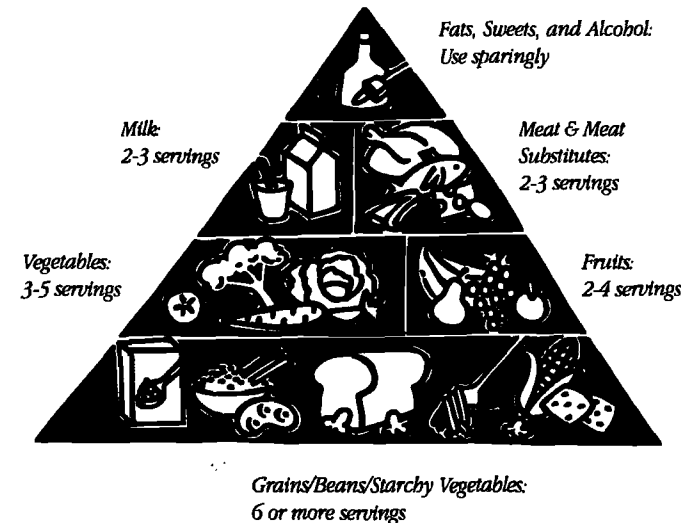 Fats, Sweets, and Alcohol:
Use sparingly
Milk:
2-3 servings
Meat & Meat
Substitutes:
2-3 servings
Vegetables:
3-5 servings
Fruits:
2-4 servings
Grains/Beans/Starchy Vegetables:
6 or more servings